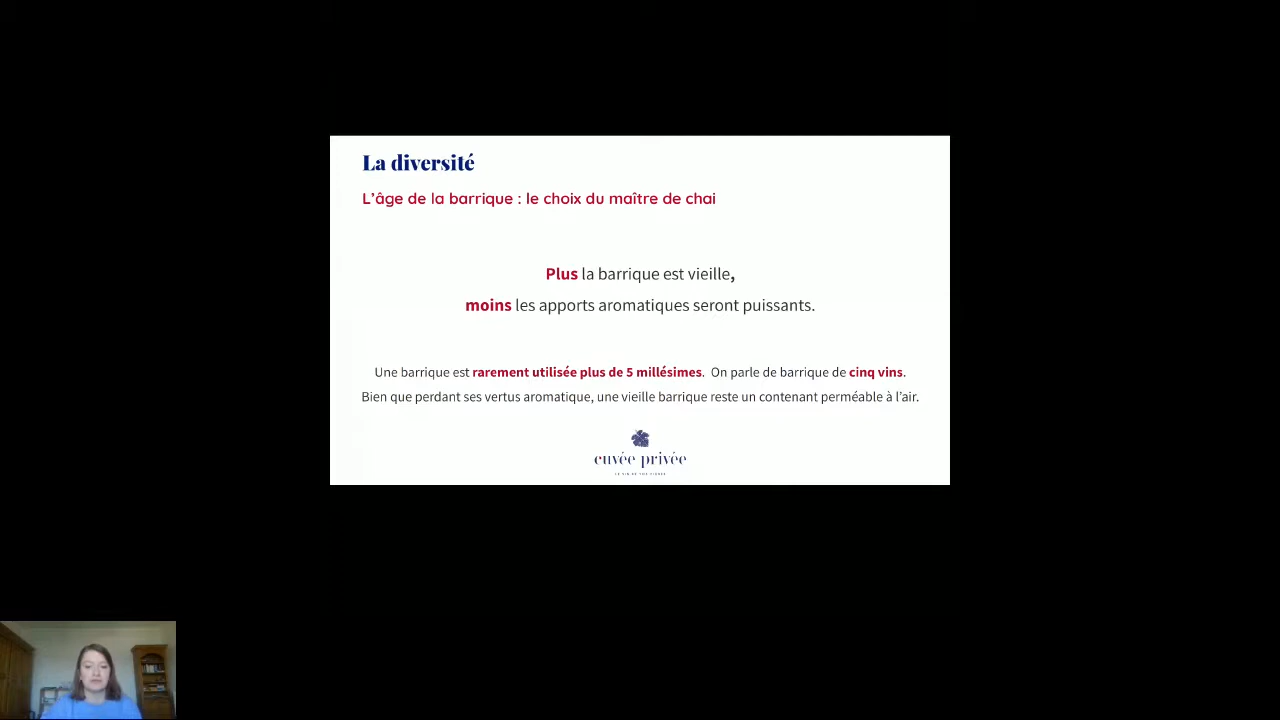 La diversité
L'âge de la barrique : le choix du maître de chai
Plus la barrique est vieille,
moins les apports aromatiques seront puissants.
Une barrique est rarement utilisée plus de 5 millésimes. On parle de barrique de cinq vins.
Bien que perdant ses vertus aromatique, une vieille barrique reste un contenant perméable à l'air.
cuvée privée